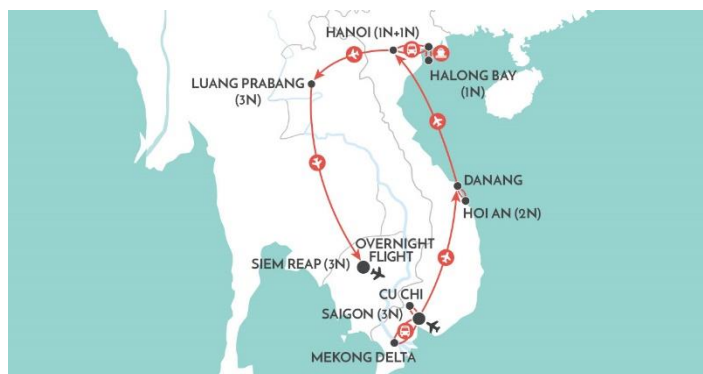 HANOI (1N+1N)
LUANG PRABANG
(3N)
HALONG BAY
(1N)
DANANG
HOI AN (2N)
OVERNIGHT
FLIGHT
SIEM REAP (3N)
CU CHI
SAIGON (3N)
MEKONG DELTA